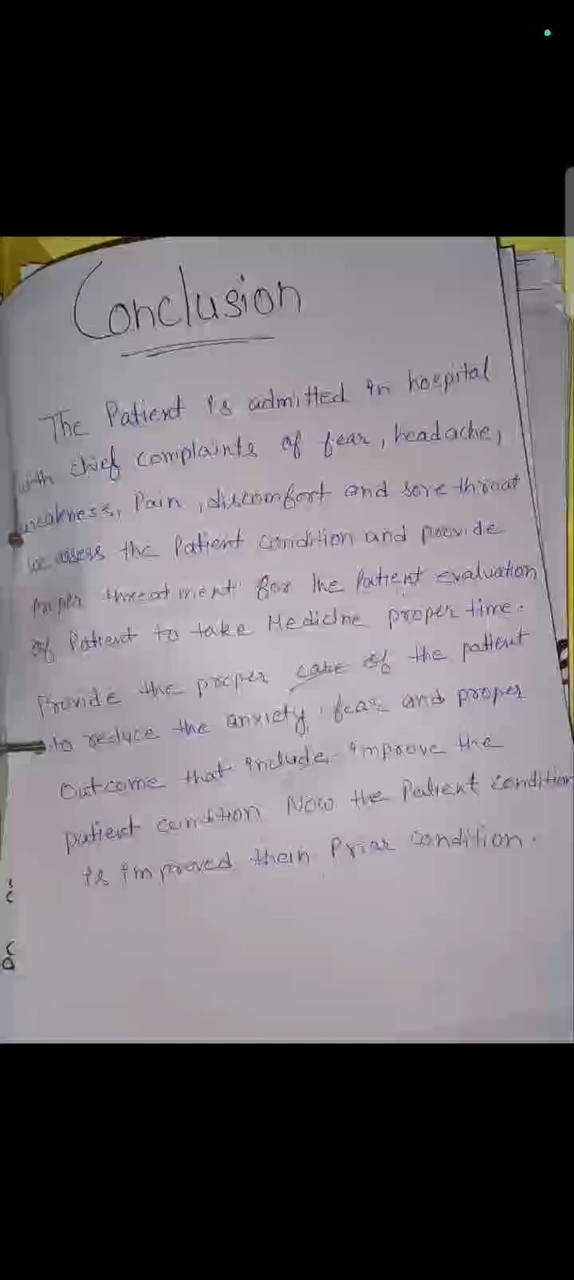 Conclusion
The Patient is admitted in hospital
with chief complaints of fear, headache,
weakness, Pain, discomfort and sore throat
we assess the Patient condition and provide
proper threatment for the Patient evaluation
of Patient to take Medicine proper time.
Provide the proper care of the patient
to reduce the anxiety, fear and proper
Outcome that include improve the
patient condition Now the Patient condition
is improved then Prior condition.